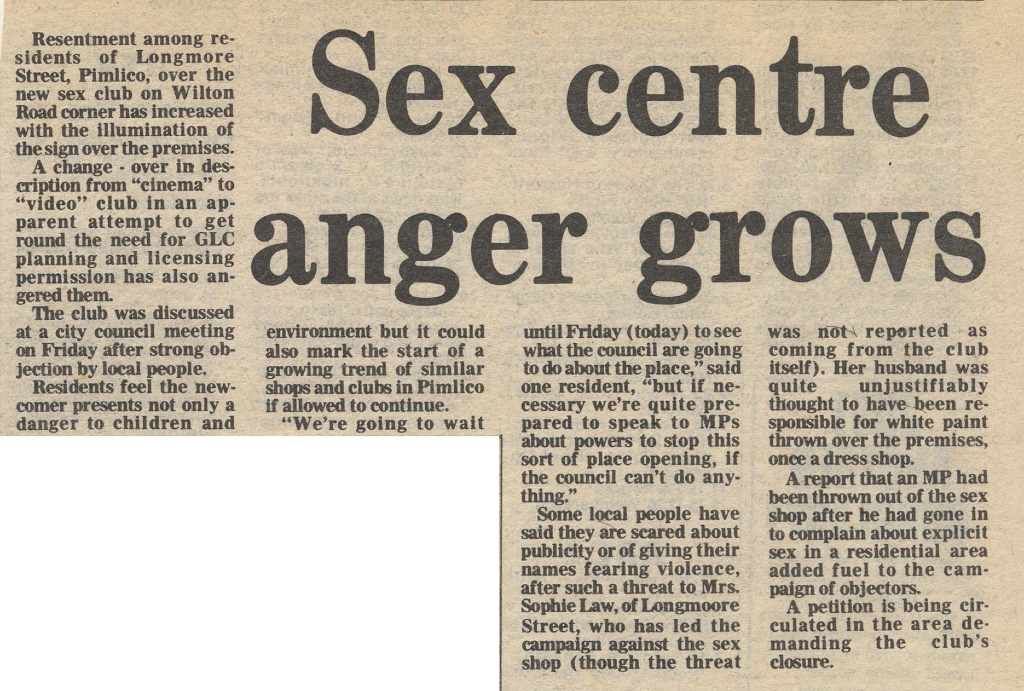 Sex centre
anger grows
Resentment among re-
sidents of Longmore
Street, Pimlico, over the
new sex club on Wilton
Road corner has increased
with the illumination of
the sign over the premises.
A change - over in des-
cription from "cinema" to
"video" club in an ap-
parent attempt to get
round the need for GLC
planning and licensing
permission has also an-
gered them.
The club was discussed
at a city council meeting
on Friday after strong ob-
jection by local people.
Residents feel the new-
comer presents not only a
danger to children and
environment but it could
also mark the start of a
growing trend of similar
shops and clubs in Pimlico
if allowed to continue.
"We're going to wait
until Friday (today) to see
what the council are going
to do about the place," said
one resident, "but if ne-
cessary we're quite pre-
pared to speak to MPs
about powers to stop this
sort of place opening, if
the council can't do any-
thing."
Some local people have
said they are scared about
publicity or of giving their
names fearing violence,
after such a threat to Mrs.
Sophie Law, of Longmoore
Street, who has led the
campaign against the sex
shop (though the threat
was not reported as
coming from the club
itself). Her husband was
quite unjustifiably
thought to have been re-
sponsible for white paint
thrown over the premises,
once a dress shop.
A report that an MP had
been thrown out of the sex
shop after he had gone in
to complain about explicit
sex in a residential area
added fuel to the cam-
paign of objectors.
A petition is being cir-
culated in the area de-
manding the club's
closure.